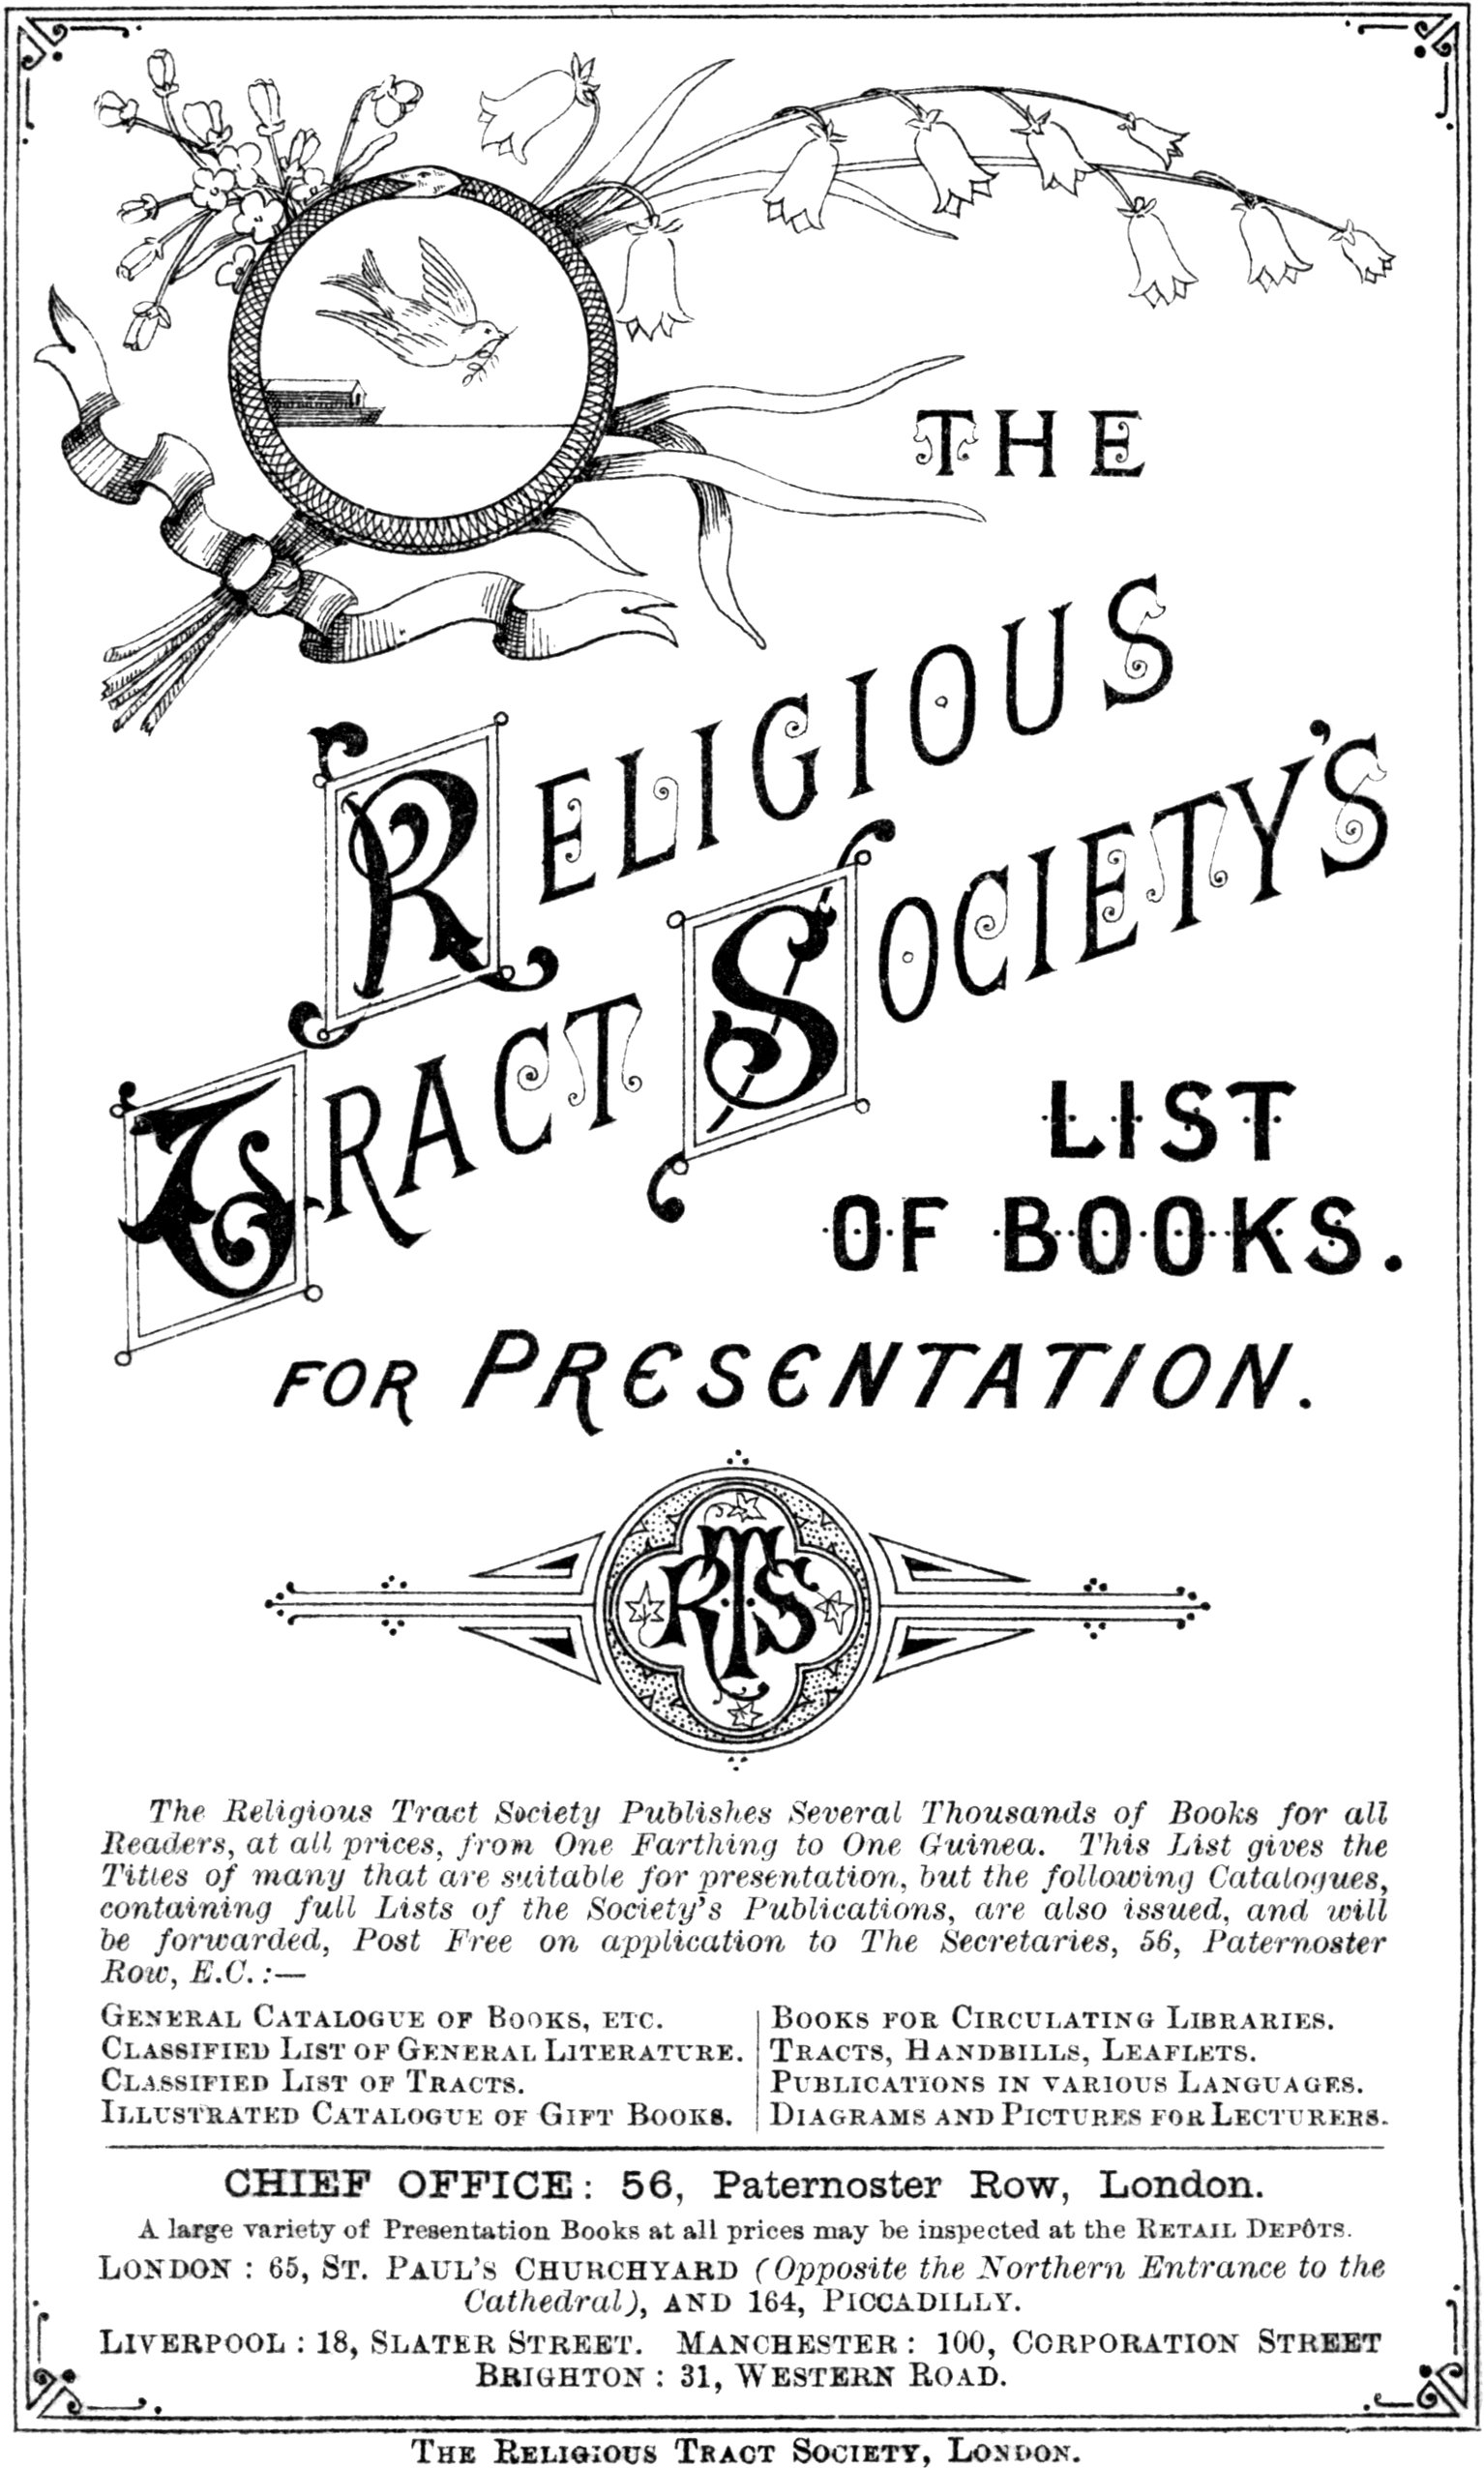 THE
RELIGIOUS
TRACT SOCIETY'S
LIST
OF BOOKS.
FOR PRESENTATION.
RTS
The Religious Tract Society Publishes Several Thousands of Books for all
Readers, at all prices, from One Farthing to One Guinea. This List gives the
Titles of many that are suitable for presentation, but the following Catalogues,
containing full Lists of the Society's Publications, are also issued, and will
be forwarded, Post Free on application to The Secretaries, 56, Paternoster
Row, E.C.:—
GENERAL CATALOGUE OF BOOKS, ETC.
CLASSIFIED LIST OF GENERAL LITERATURE.
CLASSIFIED LIST OF TRACTS.
ILLUSTRATED CATALOGUE OF GIFT BOOKS.
BOOKS FOR CIRCULATING LIBRARIES.
TRACTS, HANDBILLS, LEAFLETS.
PUBLICATIONS IN VARIOUS LANGUAGES.
DIAGRAMS AND PICTURES FOR LECTURERS.
CHIEF OFFICE: 56, Paternoster Row, London.
A large variety of Presentation Books at all prices may be inspected at the RETAIL DEPÔTS.
LONDON : 65, ST. PAUL'S CHURCHYARD (Opposite the Northern Entrance to the
Cathedral), AND 164, PICCADILLY.
LIVERPOOL : 18, SLATER STREET. MANCHESTER : 100, CORPORATION STREET
BRIGHTON : 31, WESTERN ROAD.
THE RELIGIOUS TRACT SOCIETY, LONDON.